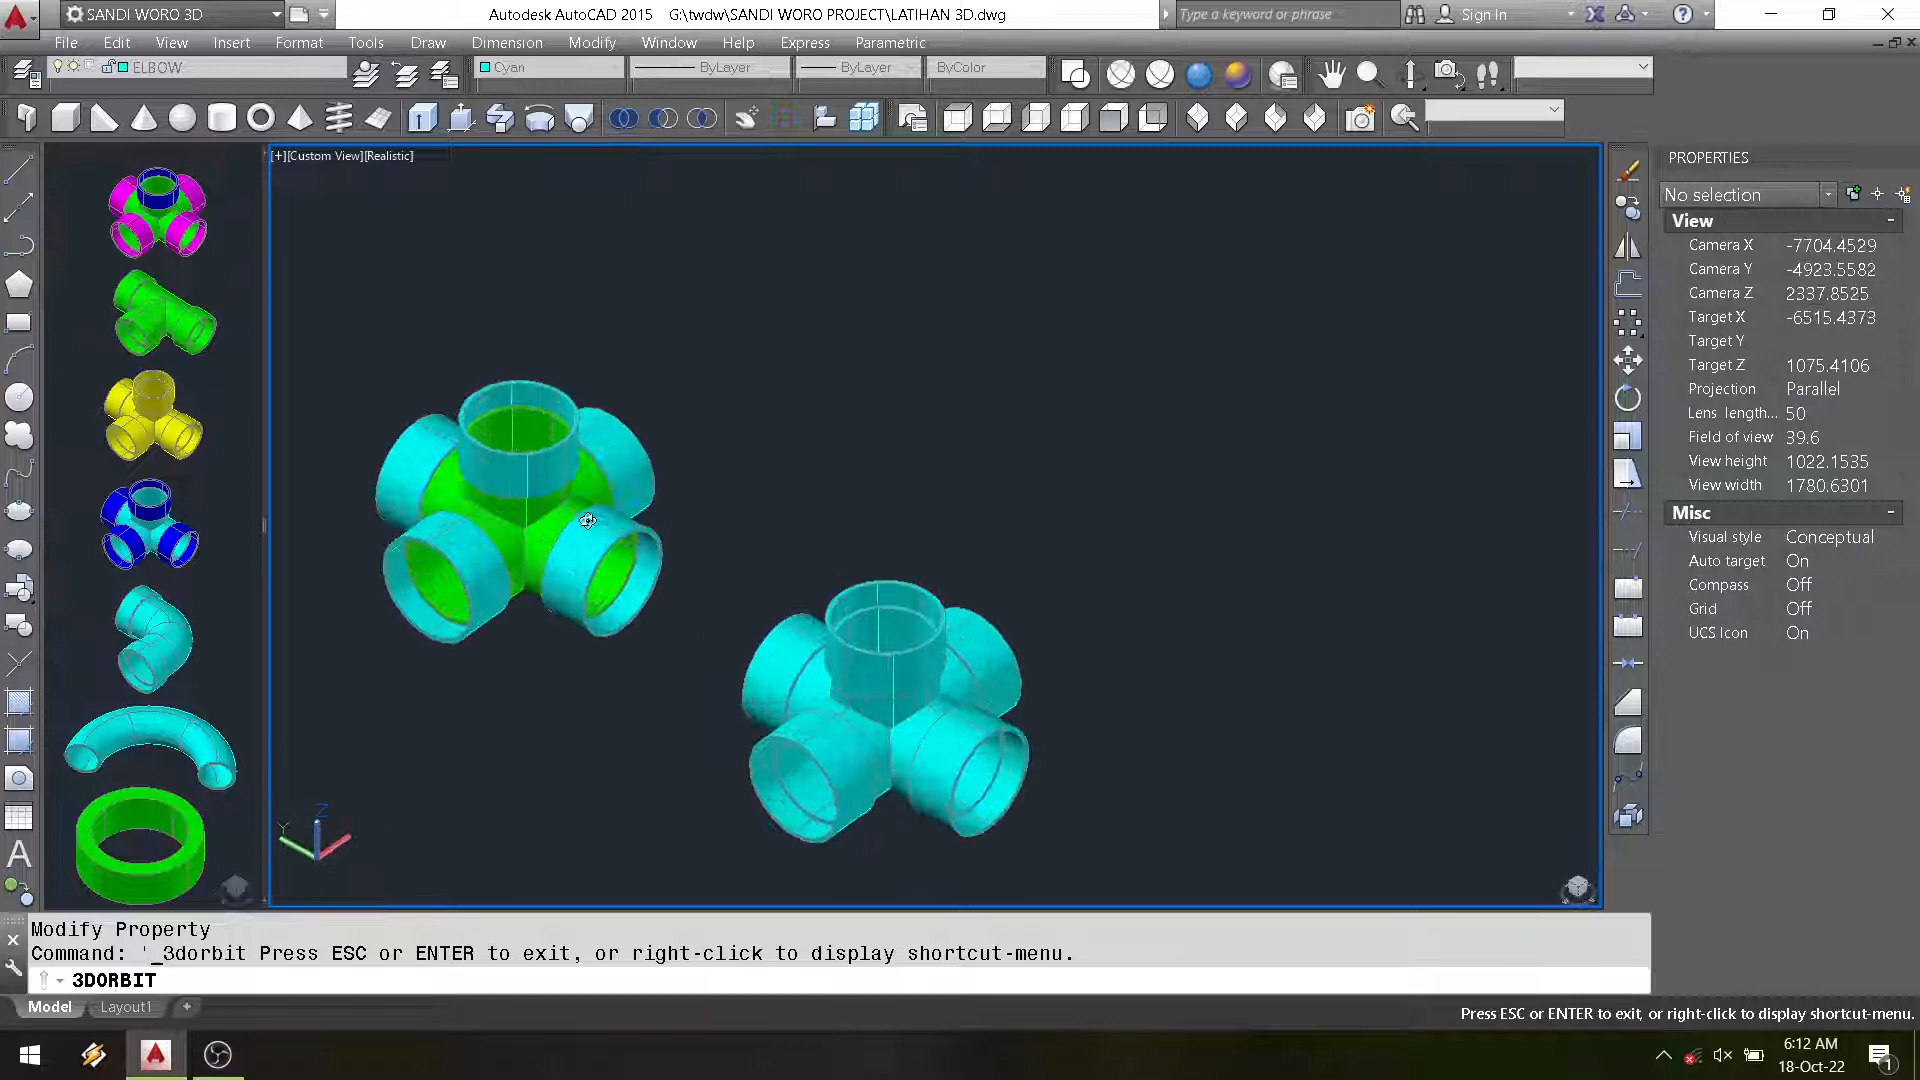 SANDI WORO 3D
Autodesk AutoCAD 2015 G:\twdw\SANDI WORO PROJECT\LATIHAN 3D.dwg
Type a keyword or phrase
Sign In
File Edit View Insert Format Tools Draw Dimension Modify Window Help Express Parametric
ELBOW
Cyan
ByLayer
ByLayer
ByColor
[+][Custom View][Realistic]
PROPERTIES
No selection
View
Camera X -7704.4529
Camera Y -4923.5582
Camera Z 2337.8525
Target X -6515.4373
Target Y
Target Z 1075.4106
Projection Parallel
Lens length... 50
Field of view 39.6
View height 1022.1535
View width 1780.6301
Misc
Visual style Conceptual
Auto target On
Compass Off
Grid Off
UCS Icon On
Z
Y
A
Modify Property
Command: '_3dorbit Press ESC or ENTER to exit, or right-click to display shortcut-menu.
3DORBIT
Model Layout1 +
Press ESC or ENTER to exit, or right-click to display shortcut-menu.
6:12 AM
18-Oct-22
1